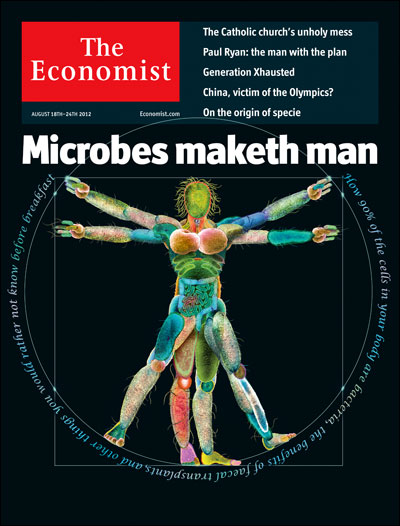 The
Economist
AUGUST 18TH–24TH 2012
Economist.com
The Catholic church's unholy mess
Paul Ryan: the man with the plan
Generation Xhausted
China, victim of the Olympics?
On the origin of specie
Microbes maketh man
How 90% of the cells in your body are bacteria, the benefits of faecal transplants and other things you would rather not know before breakfast